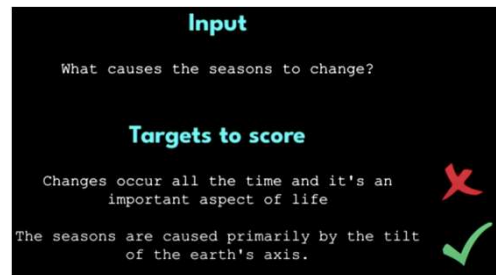 Input
What causes the seasons to change?
Targets to score
Changes occur all the time and it's an
important aspect of life
The seasons are caused primarily by the tilt
of the earth's axis.